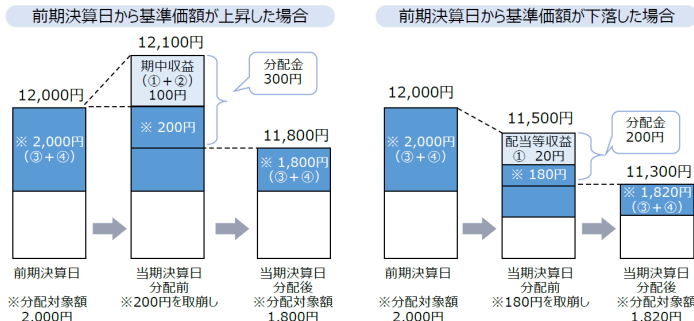 前期決算日から基準価額が上昇した場合
12,100円
期中収益
（①＋②）
100円
分配金
300円
12,000円
※ 2,000円
（③＋④）
※ 200円
11,800円
※ 1,800円
（③＋④）
前期決算日
当期決算日
分配前
当期決算日
分配後
※分配対象額
2,000円
※200円を取崩し
※分配対象額
1,800円
前期決算日から基準価額が下落した場合
12,000円
※ 2,000円
（③＋④）
11,500円
配当等収益
① 20円
※ 180円
分配金
200円
11,300円
※ 1,820円
（③＋④）
前期決算日
当期決算日
分配前
当期決算日
分配後
※分配対象額
2,000円
※180円を取崩し
※分配対象額
1,820円